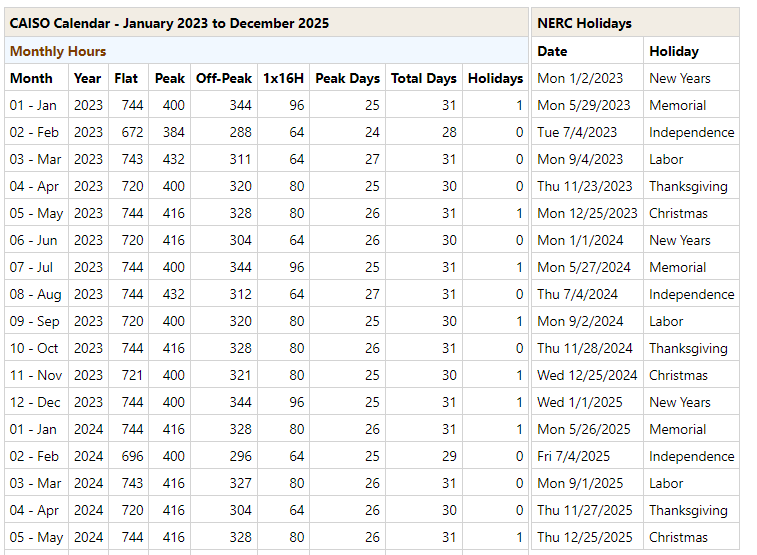 CAISO Calendar - January 2023 to December 2025 NERC Holidays
Monthly Hours Date Holiday
Month Year Flat Peak Off-Peak 1x16H Peak Days Total Days Holidays Mon 1/2/2023 New Years
01 - Jan 2023 744 400 344 96 25 31 1 Mon 5/29/2023 Memorial
02 - Feb 2023 672 384 288 64 24 28 0 Tue 7/4/2023 Independence
03 - Mar 2023 743 432 311 64 27 31 0 Mon 9/4/2023 Labor
04 - Apr 2023 720 400 320 80 25 30 0 Thu 11/23/2023 Thanksgiving
05 - May 2023 744 416 328 80 26 31 1 Mon 12/25/2023 Christmas
06 - Jun 2023 720 416 304 64 26 30 0 Mon 1/1/2024 New Years
07 - Jul 2023 744 400 344 96 25 31 1 Mon 5/27/2024 Memorial
08 - Aug 2023 744 432 312 64 27 31 0 Thu 7/4/2024 Independence
09 - Sep 2023 720 400 320 80 25 30 1 Mon 9/2/2024 Labor
10 - Oct 2023 744 416 328 80 26 31 0 Thu 11/28/2024 Thanksgiving
11 - Nov 2023 721 400 321 80 25 30 1 Wed 12/25/2024 Christmas
12 - Dec 2023 744 400 344 96 25 31 1 Wed 1/1/2025 New Years
01 - Jan 2024 744 416 328 80 26 31 1 Mon 5/26/2025 Memorial
02 - Feb 2024 696 400 296 64 25 29 0 Fri 7/4/2025 Independence
03 - Mar 2024 743 416 327 80 26 31 0 Mon 9/1/2025 Labor
04 - Apr 2024 720 416 304 64 26 30 0 Thu 11/27/2025 Thanksgiving
05 - May 2024 744 416 328 80 26 31 1 Thu 12/25/2025 Christmas